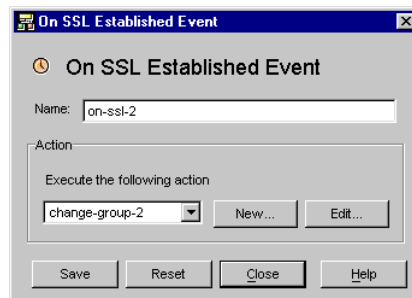 On SSL Established Event
On SSL Established Event
Name: on-ssl-2
Action
Execute the following action
change-group-2 New... Edit...
Save Reset Close Help